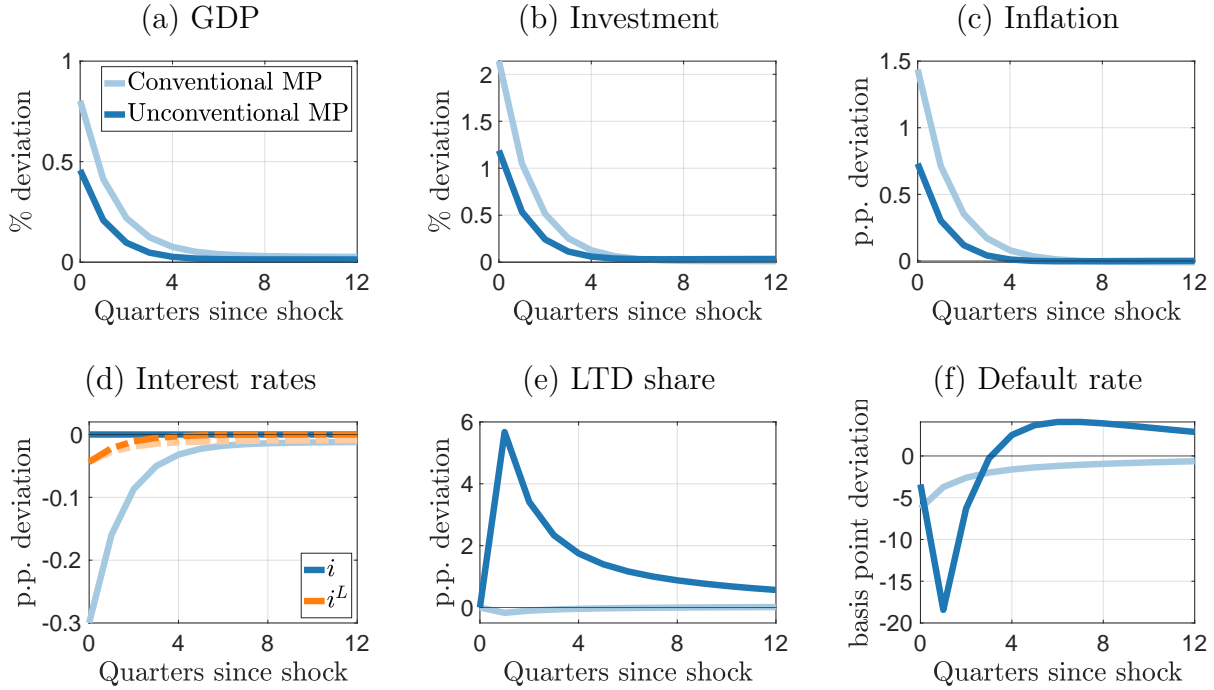 (a) GDP
% deviation
1
0.5
0
0 4 8 12
Quarters since shock
Conventional MP
Unconventional MP
(b) Investment
% deviation
2
1.5
1
0.5
0
0 4 8 12
Quarters since shock
(c) Inflation
p.p. deviation
1.5
1
0.5
0
0 4 8 12
Quarters since shock
(d) Interest rates
p.p. deviation
0
-0.1
-0.2
-0.3
0 4 8 12
Quarters since shock
i
i^L
(e) LTD share
p.p. deviation
6
4
2
0
0 4 8 12
Quarters since shock
(f) Default rate
basis point deviation
0
-5
-10
-15
-20
0 4 8 12
Quarters since shock